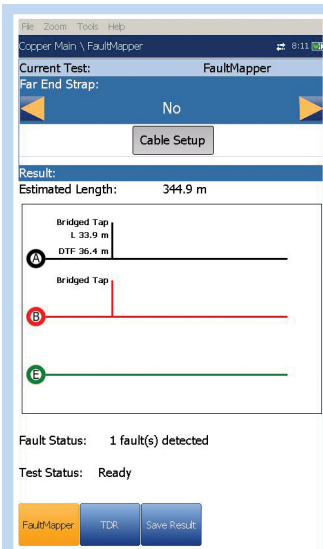 File Zoom Tools Help
Copper Main \ FaultMapper 8:11
Current Test: FaultMapper
Far End Strap:
No
Cable Setup
Result:
Estimated Length: 344.9 m
Bridged Tap
L 33.9 m
DTF 36.4 m
A
Bridged Tap
B
E
Fault Status: 1 fault(s) detected
Test Status: Ready
FaultMapper TDR Save Result